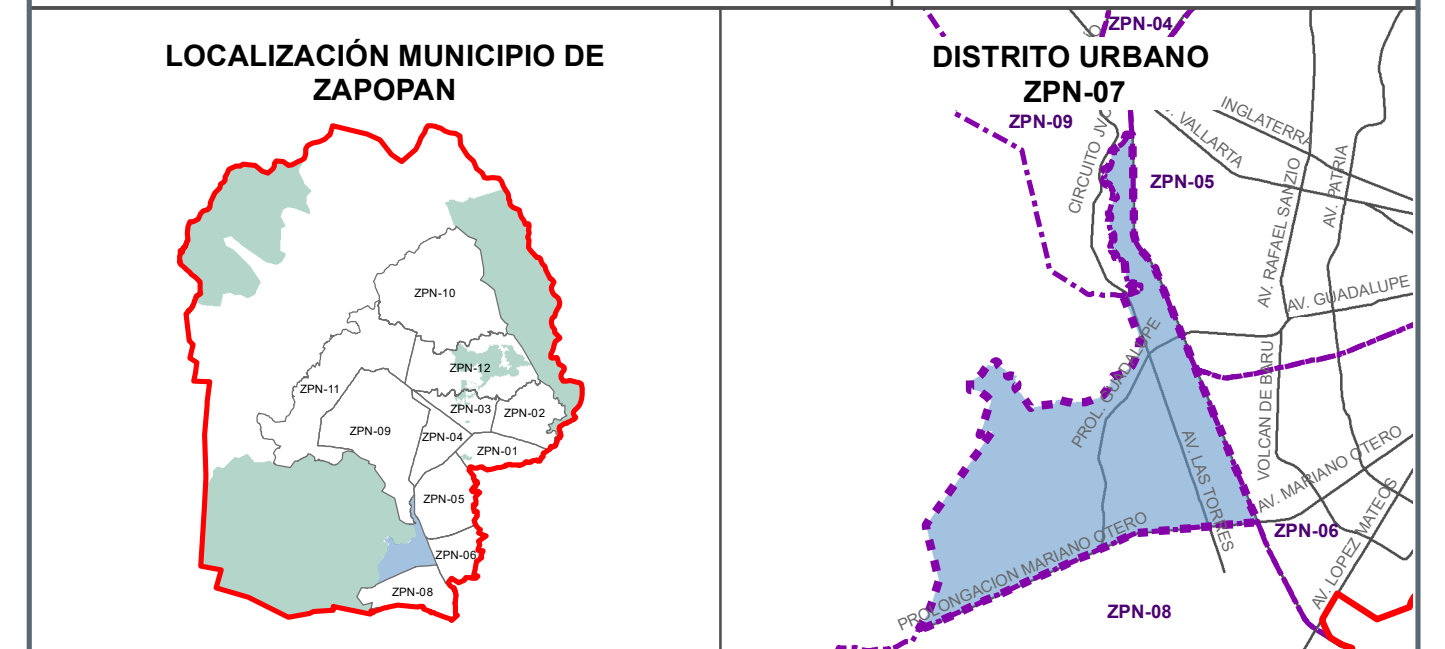 LOCALIZACIÓN MUNICIPIO DE
ZAPOPAN
ZPN-10
ZPN-12
ZPN-11
ZPN-03
ZPN-02
ZPN-09
ZPN-04
ZPN-01
ZPN-05
ZPN-06
ZPN-08
ZPN-04
DISTRITO URBANO
ZPN-07
ZPN-09
INGLATERRA
VALLARTA
CIRCUITO JVC
ZPN-05
AV. RAFAEL SANZIO
AV. PATRIA
AV. GUADALUPE
PROL. GUADALUPE
VOLCAN DE BARU
AV. LAS TORRES
AV. MARIANO OTERO
PROLONGACION MARIANO OTERO
ZPN-06
AV. LOPEZ MATEOS
ZPN-08